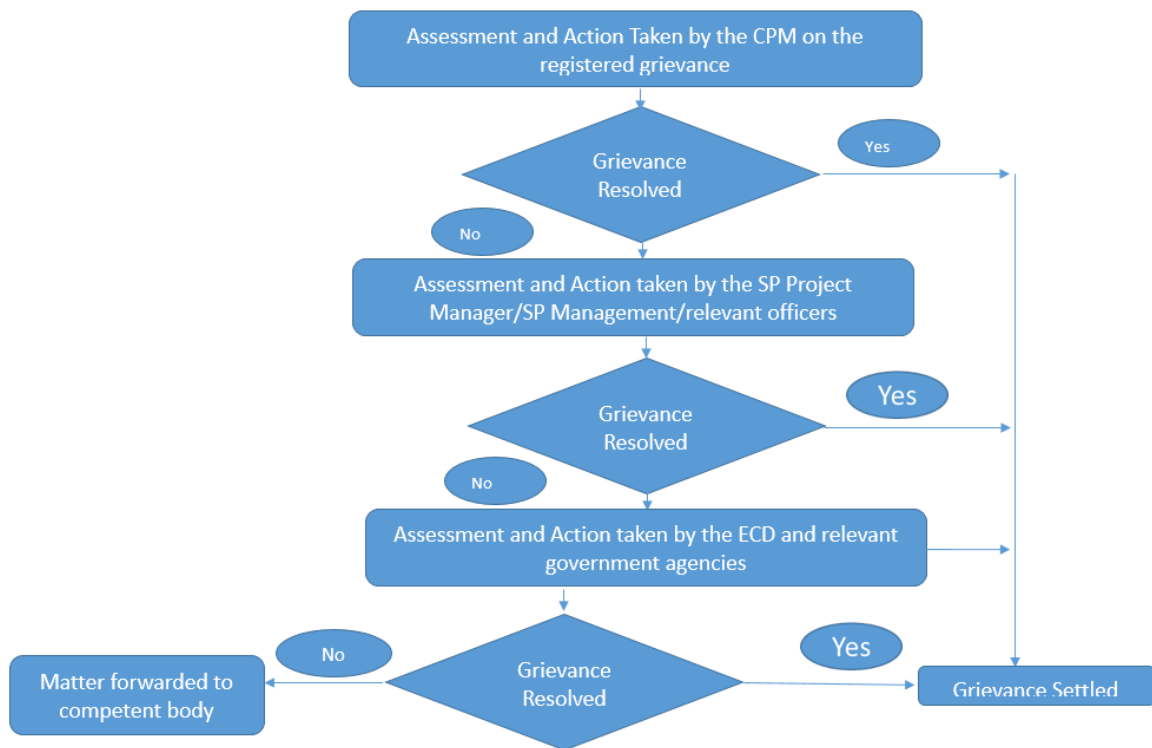 Assessment and Action Taken by the CPM on the
registered grievance
Yes
Grievance
Resolved
No
Assessment and Action taken by the SP Project
Manager/SP Management/relevant officers
Yes
Grievance
Resolved
No
Assessment and Action taken by the ECD and relevant
government agencies
Yes
No
Grievance
Resolved
Matter forwarded to
competent body
Grievance Settled